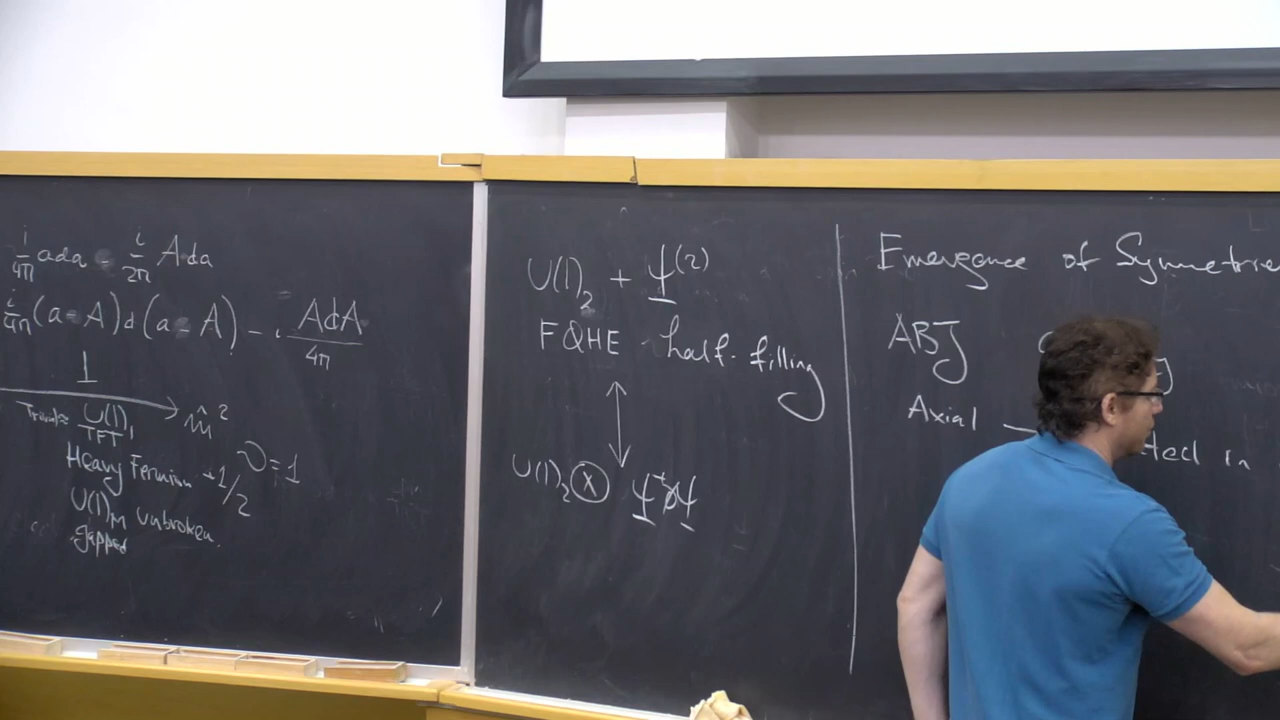 i/4π ada - i/2π Ada
i/4π (a-A)d(a-A) - i AdA/4π
1
Trivial ≈ U(1)₁ m̂²
TFT
Heavy Fermion +1/2 ν=1
U(1)_M unbroken.
gapped
U(1)₂ + ψ^(2)
FQHE - half-filling
↕
U(1)₂ ⊗ ψ⁺∂̸ψ
Emergence of Symmetrie
ABJ
Axial
ted in